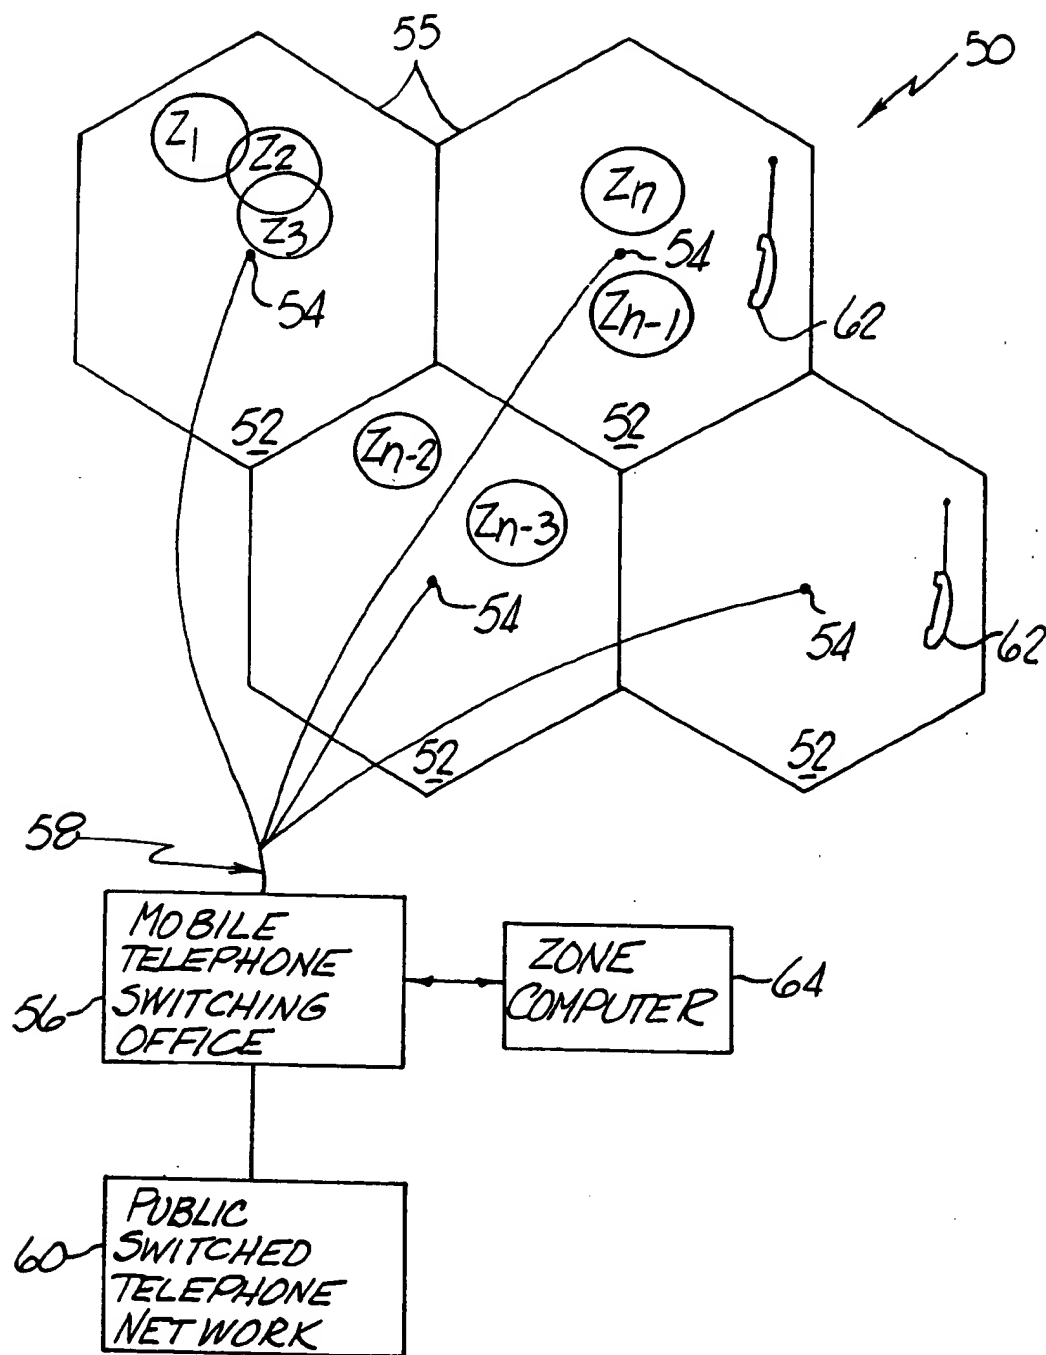 55
50
Z1
Z2
Z3
Zn
54
54
Zn-1
62
52
52
Zn-2
Zn-3
54
54
62
52
52
58
MOBILE
TELEPHONE
SWITCHING
OFFICE
56
ZONE
COMPUTER
64
PUBLIC
SWITCHED
TELEPHONE
NETWORK
60